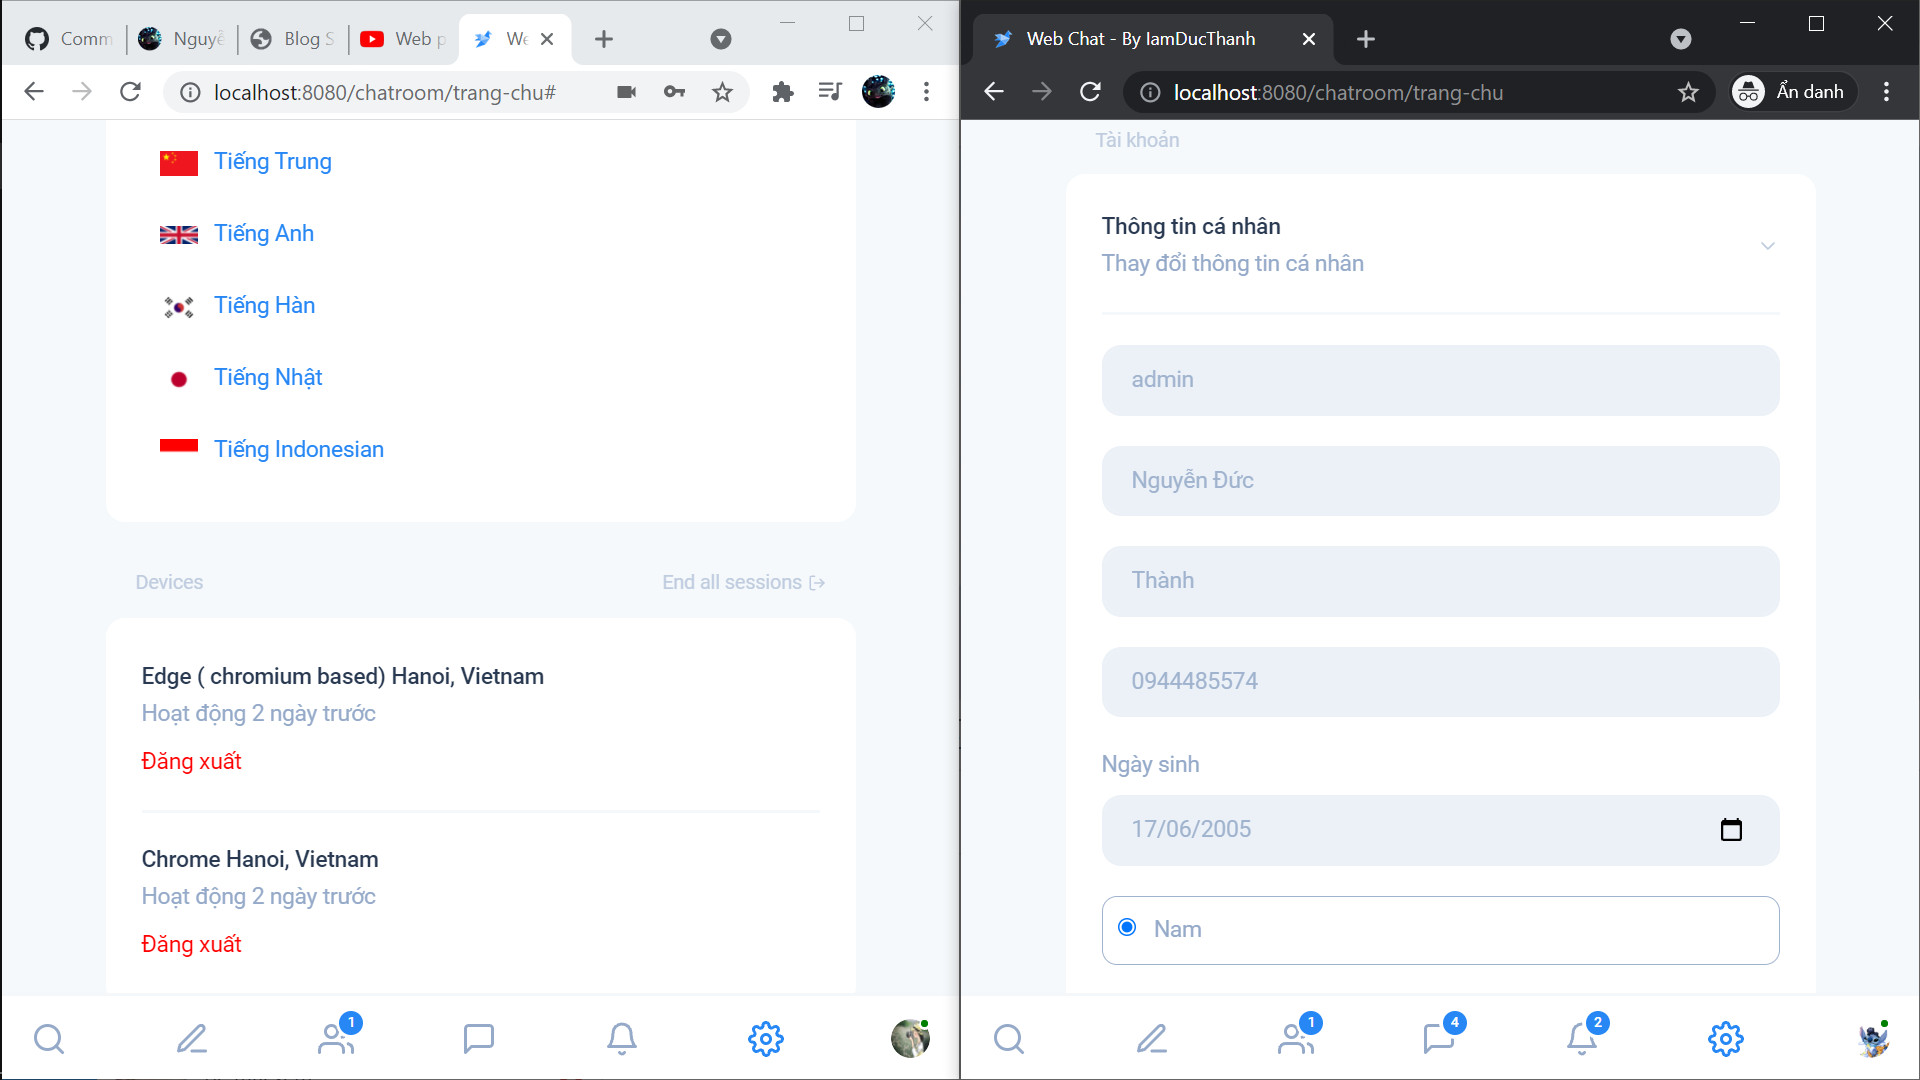 Comm
Nguyễ
Blog S
Web p
We
localhost:8080/chatroom/trang-chu#
Tiếng Trung
Tiếng Anh
Tiếng Hàn
Tiếng Nhật
Tiếng Indonesian
Devices
End all sessions
Edge ( chromium based) Hanoi, Vietnam
Hoạt động 2 ngày trước
Đăng xuất
Chrome Hanoi, Vietnam
Hoạt động 2 ngày trước
Đăng xuất
1
Web Chat - By IamDucThanh
localhost:8080/chatroom/trang-chu
Ẩn danh
Tài khoản
Thông tin cá nhân
Thay đổi thông tin cá nhân
admin
Nguyễn Đức
Thành
0944485574
Ngày sinh
17/06/2005
Nam
1
4
2